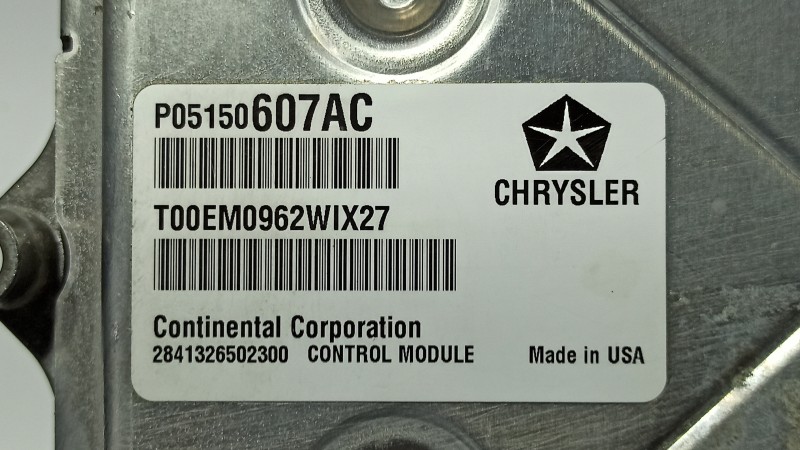 P05150607AC
CHRYSLER
T00EM0962WIX27
Continental Corporation
2841326502300 CONTROL MODULE Made in USA